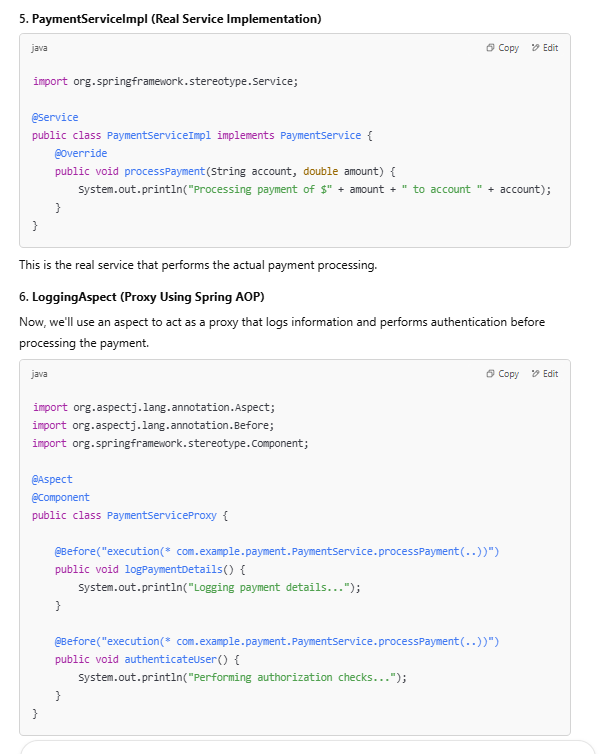 5. PaymentServiceImpl (Real Service Implementation)
java
Copy
Edit
import org.springframework.stereotype.Service;
@Service
public class PaymentServiceImpl implements PaymentService {
@Override
public void processPayment(String account, double amount) {
System.out.println("Processing payment of $" + amount + " to account " + account);
}
}
This is the real service that performs the actual payment processing.
6. LoggingAspect (Proxy Using Spring AOP)
Now, we'll use an aspect to act as a proxy that logs information and performs authentication before
processing the payment.
java
Copy
Edit
import org.aspectj.lang.annotation.Aspect;
import org.aspectj.lang.annotation.Before;
import org.springframework.stereotype.Component;
@Aspect
@Component
public class PaymentServiceProxy {
@Before("execution(* com.example.payment.PaymentService.processPayment(..))")
public void logPaymentDetails() {
System.out.println("Logging payment details...");
}
@Before("execution(* com.example.payment.PaymentService.processPayment(..))")
public void authenticateUser() {
System.out.println("Performing authorization checks...");
}
}